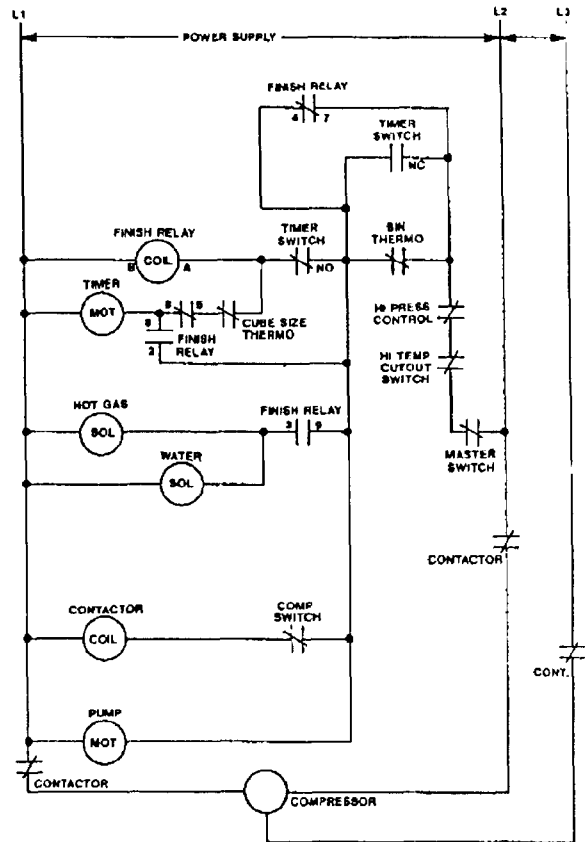 L1
L2
L3
POWER SUPPLY
FINISH RELAY
4 7
TIMER
SWITCH
NC
FINISH RELAY
B COIL A
TIMER
SWITCH
NO
BIN
THERMO
TIMER
MOT
8 5
CUBE SIZE
THERMO
8
2
FINISH
RELAY
HI PRESS
CONTROL
HI TEMP
CUTOUT
SWITCH
HOT GAS
SOL
FINISH RELAY
3 9
MASTER
SWITCH
WATER
SOL
CONTACTOR
CONTACTOR
COIL
COMP
SWITCH
CONT.
PUMP
MOT
CONTACTOR
COMPRESSOR